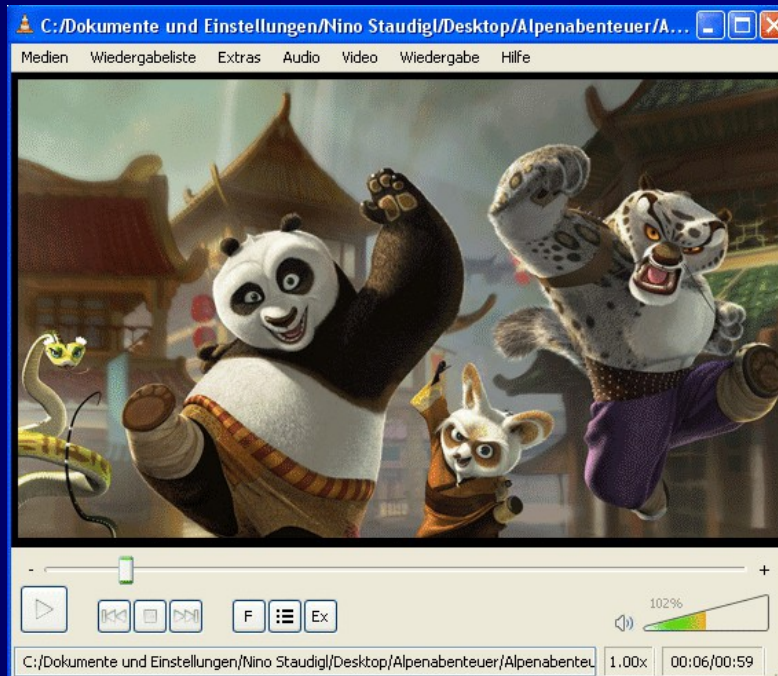 C:/Dokumente und Einstellungen/Nino Staudigl/Desktop/Alpenabenteuer/A...
Medien Wiedergabeliste Extras Audio Video Wiedergabe Hilfe
- +
F Ex
102%
C:/Dokumente und Einstellungen/Nino Staudigl/Desktop/Alpenabenteuer/Alpenabenteu 1.00x 00:06/00:59